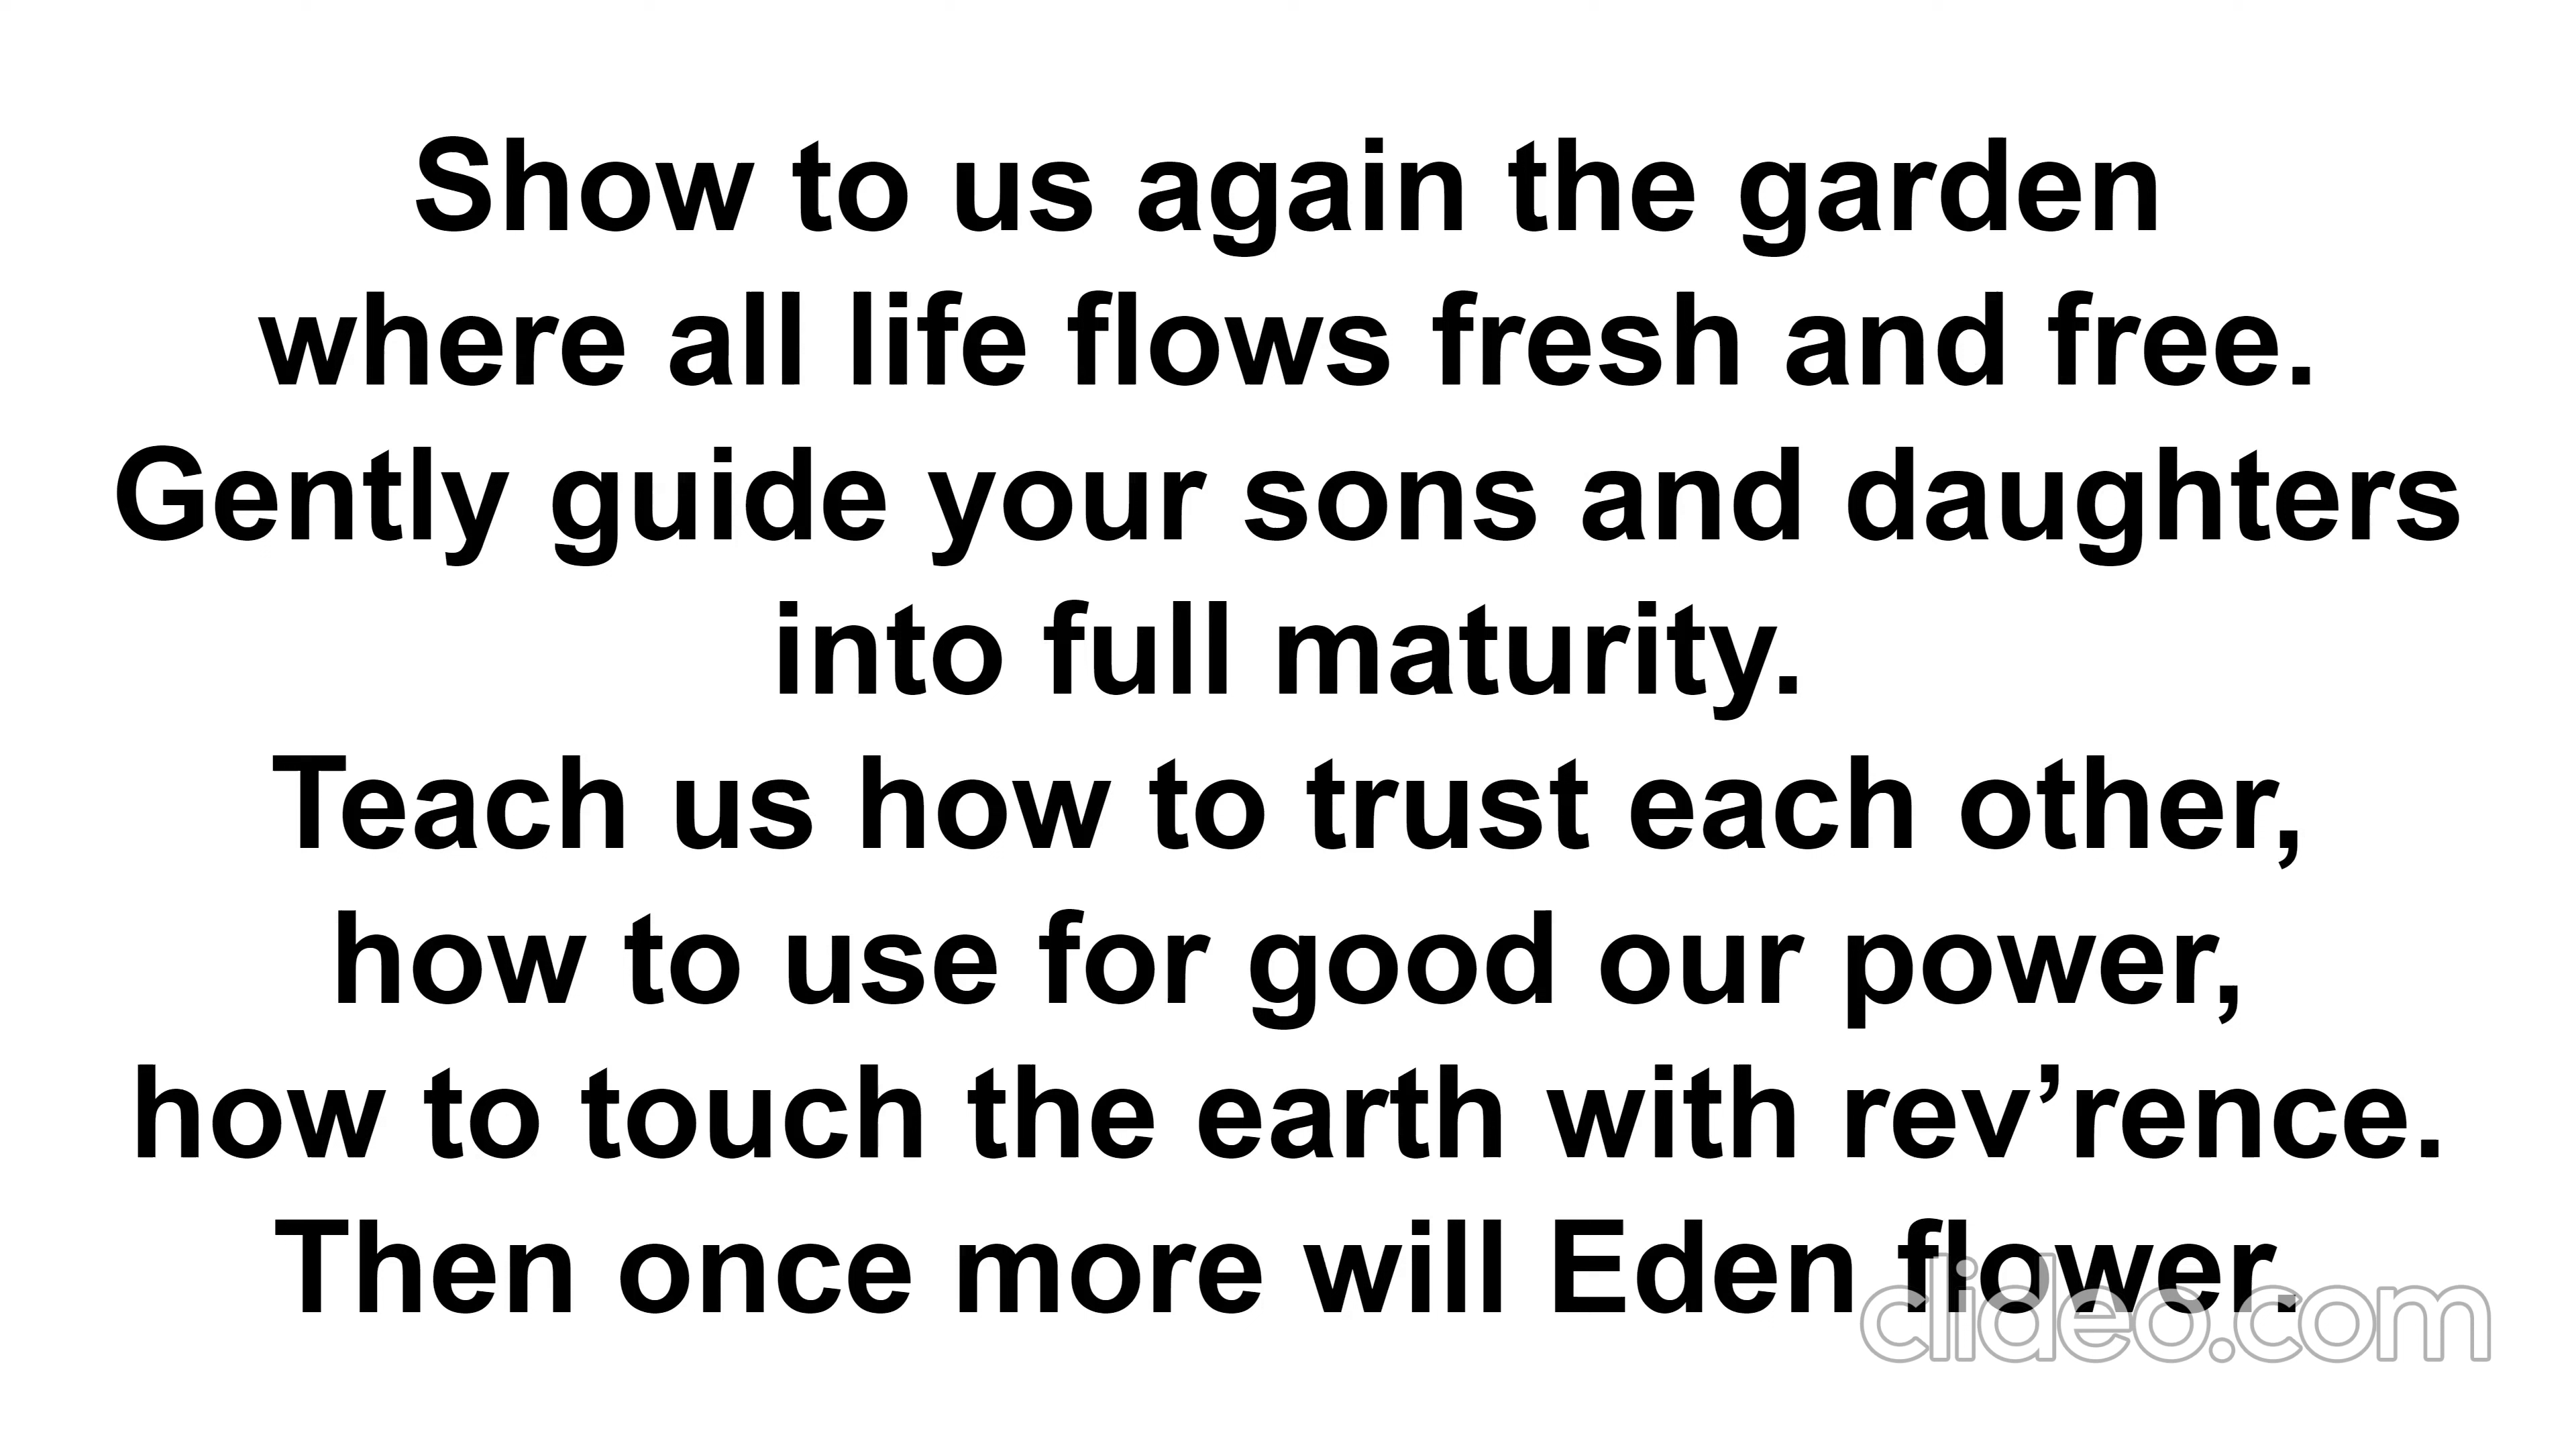 Show to us again the garden
where all life flows fresh and free.
Gently guide your sons and daughters
into full maturity.
Teach us how to trust each other,
how to use for good our power,
how to touch the earth with rev’rence.
Then once more will Eden flower.
clideo.com